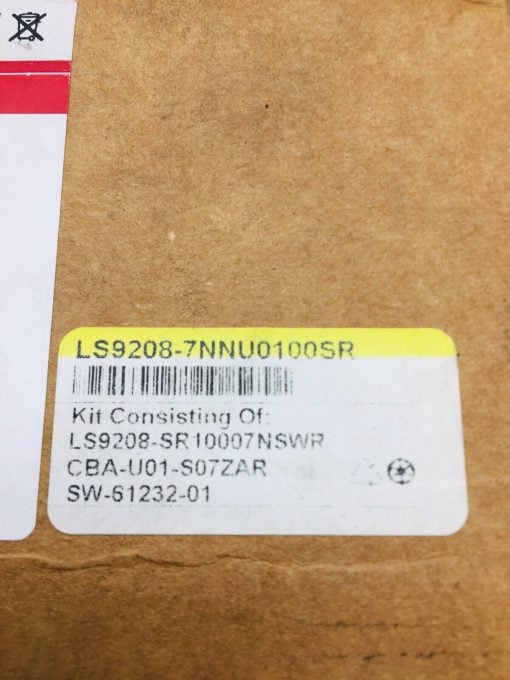 LS9208-7NNU0100SR
Kit Consisting Of:
LS9208-SR10007NSWR
CBA-U01-S07ZAR
SW-61232-01